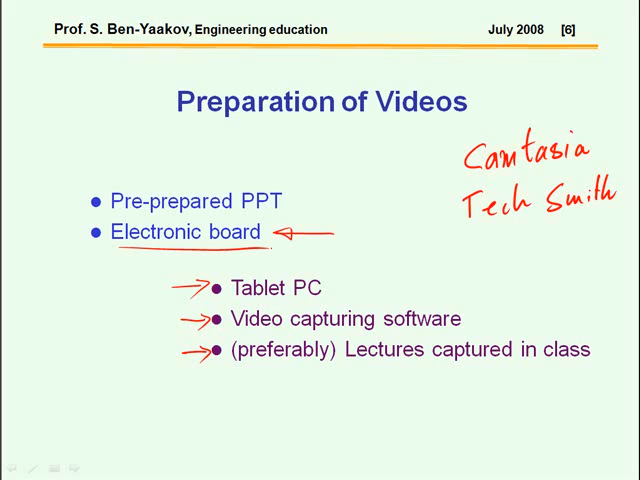 Prof. S. Ben-Yaakov, Engineering education July 2008 [6]
Preparation of Videos
Camtasia
Tech Smith
• Pre-prepared PPT
• Electronic board
• Tablet PC
• Video capturing software
• (preferably) Lectures captured in class